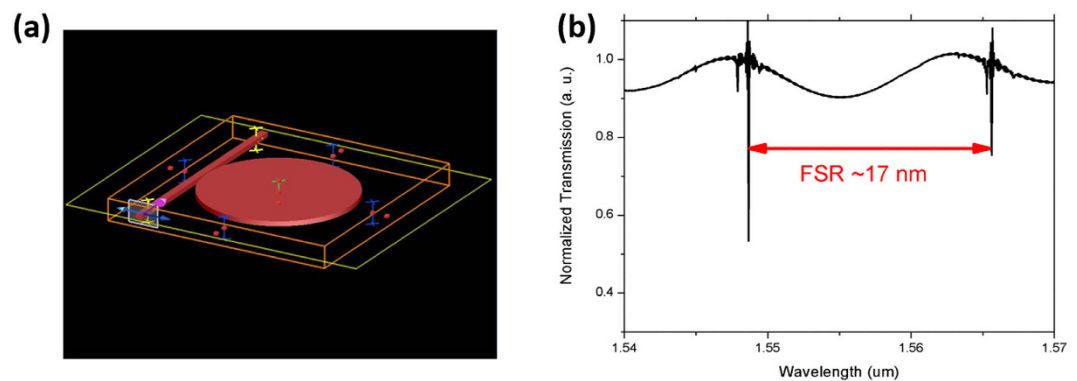 (a)
(b)
Normalized Transmission (a. u.)
1.0
0.8
0.6
0.4
FSR ~17 nm
1.54
1.55
1.56
1.57
Wavelength (um)